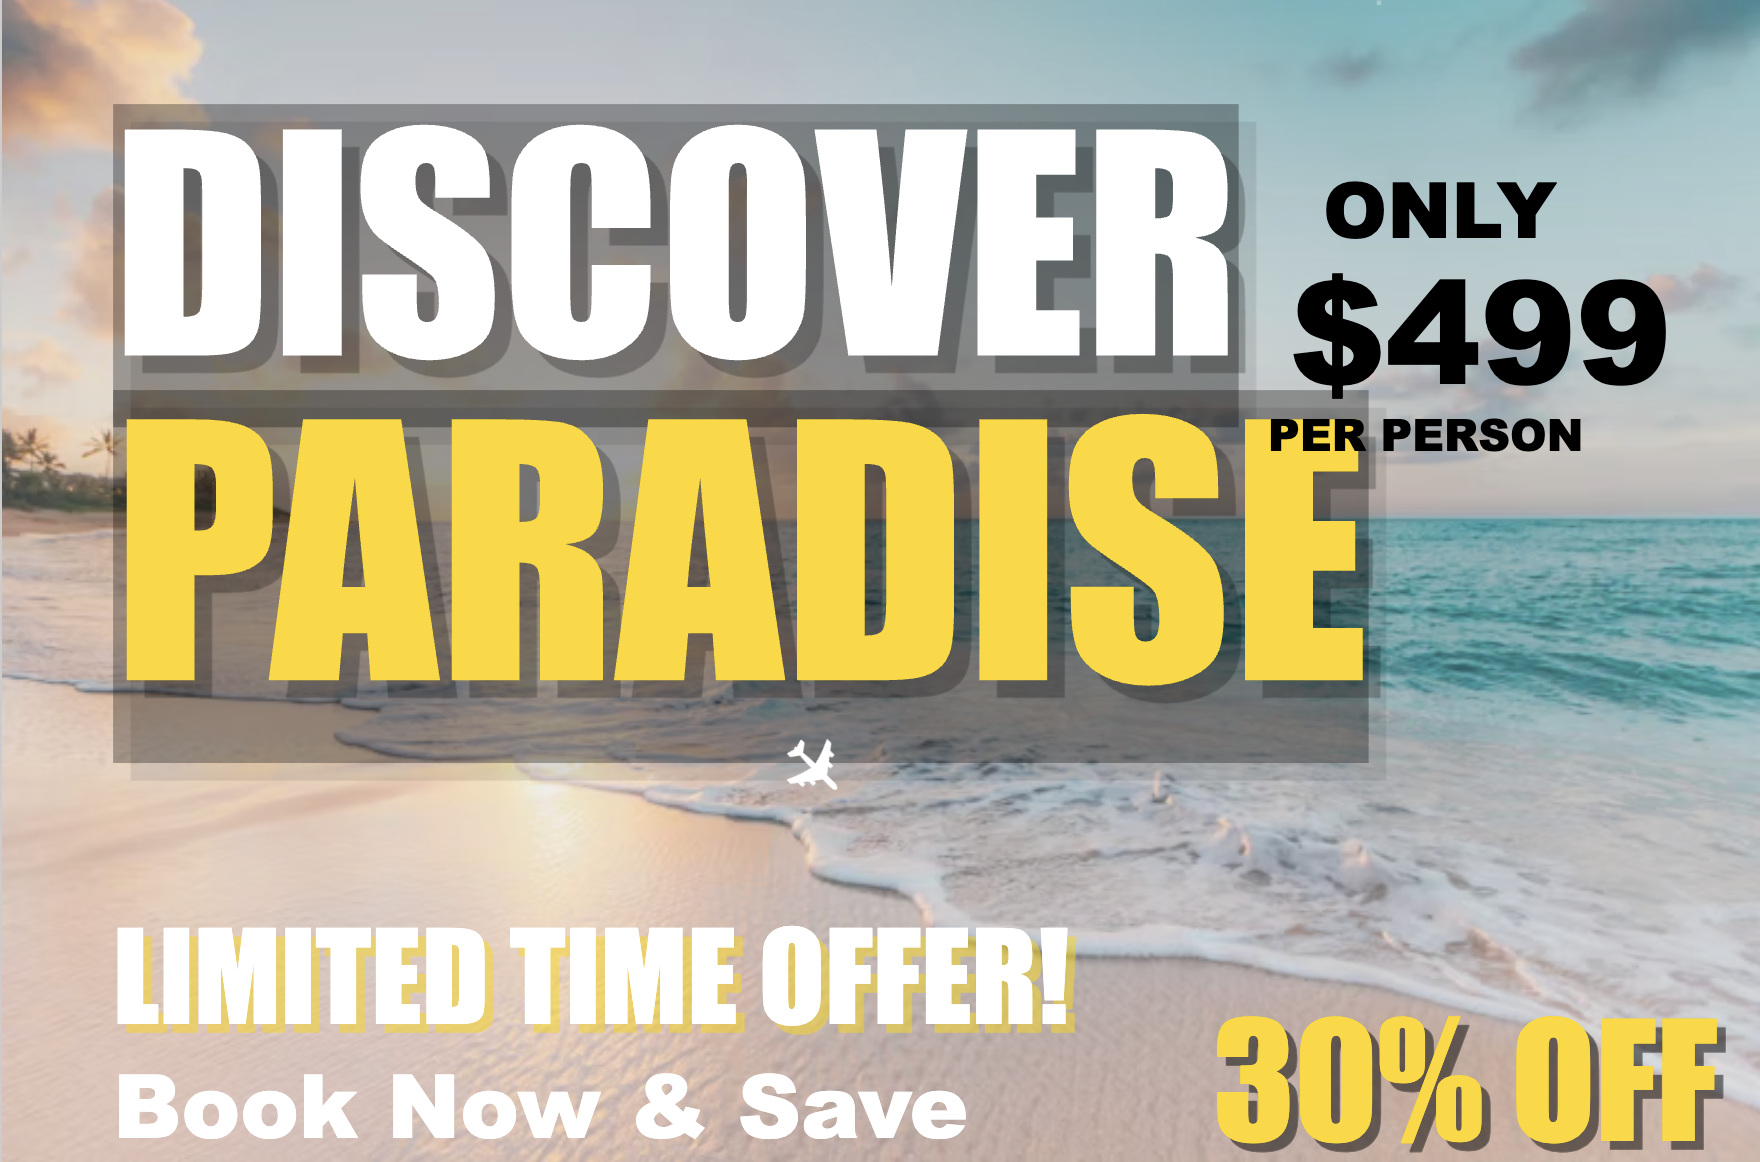 DISCOVER
PARADISE
ONLY
$499
PER PERSON
LIMITED TIME OFFER!
Book Now & Save
30% OFF